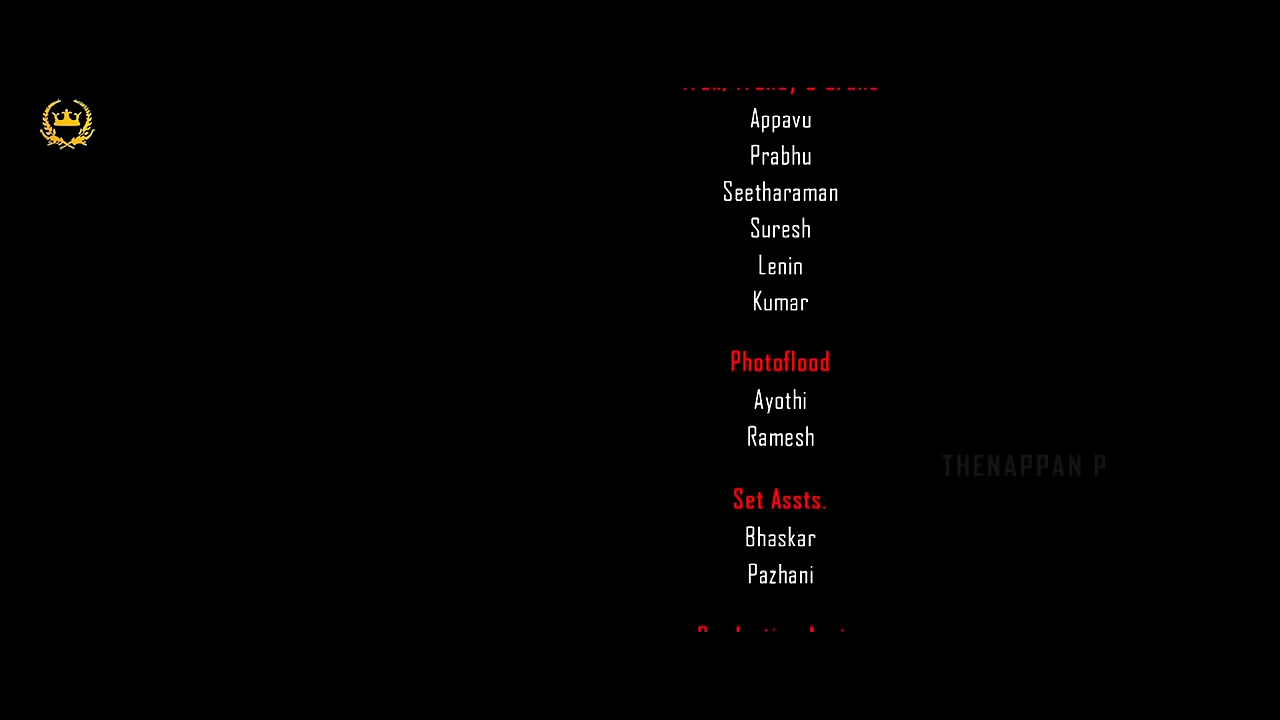 Appavu
Prabhu
Seetharaman
Suresh
Lenin
Kumar
Photoflood
Ayothi
Ramesh
THENAPPAN P
Set Assts.
Bhaskar
Pazhani